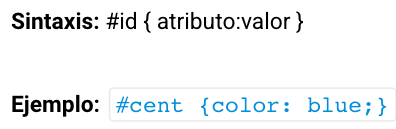 Sintaxis: #id { atributo:valor }
Ejemplo: #cent {color: blue;}